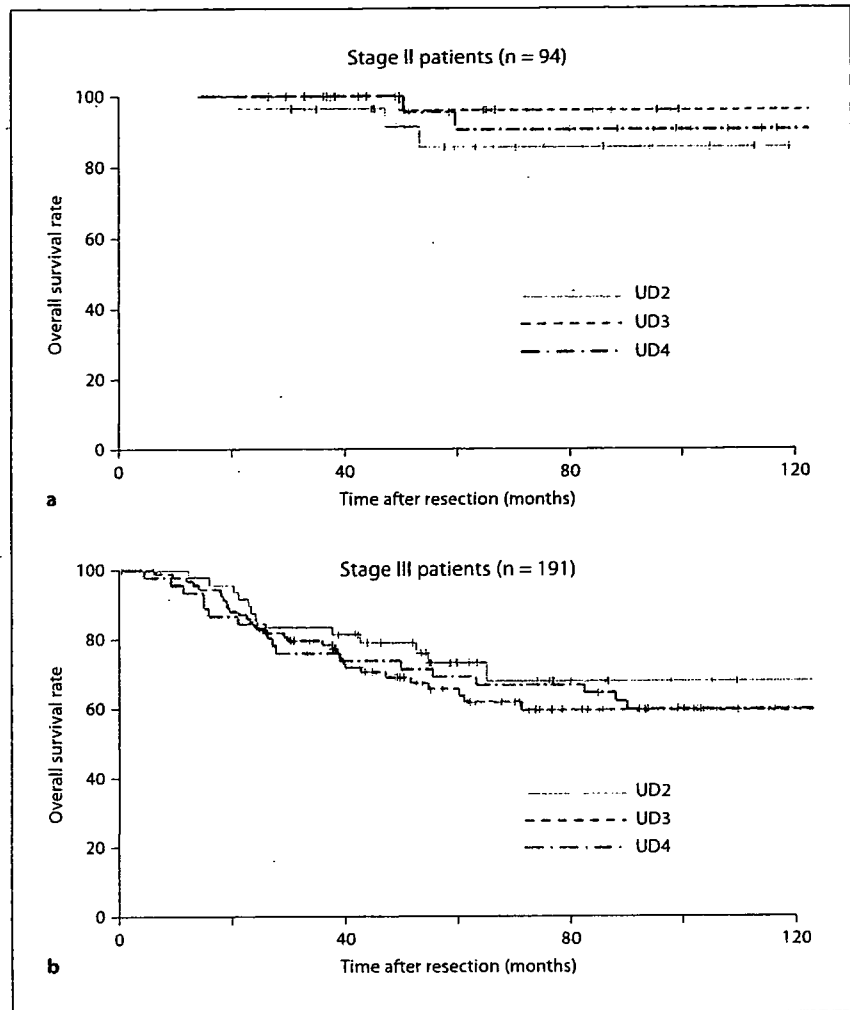 Stage II patients (n = 94)
100
80
60
40
20
0
Overall survival rate
UD2
UD3
UD4
0
40
80
120
Time after resection (months)
a
Stage III patients (n = 191)
100
80
60
40
20
0
Overall survival rate
UD2
UD3
UD4
0
40
80
120
Time after resection (months)
b